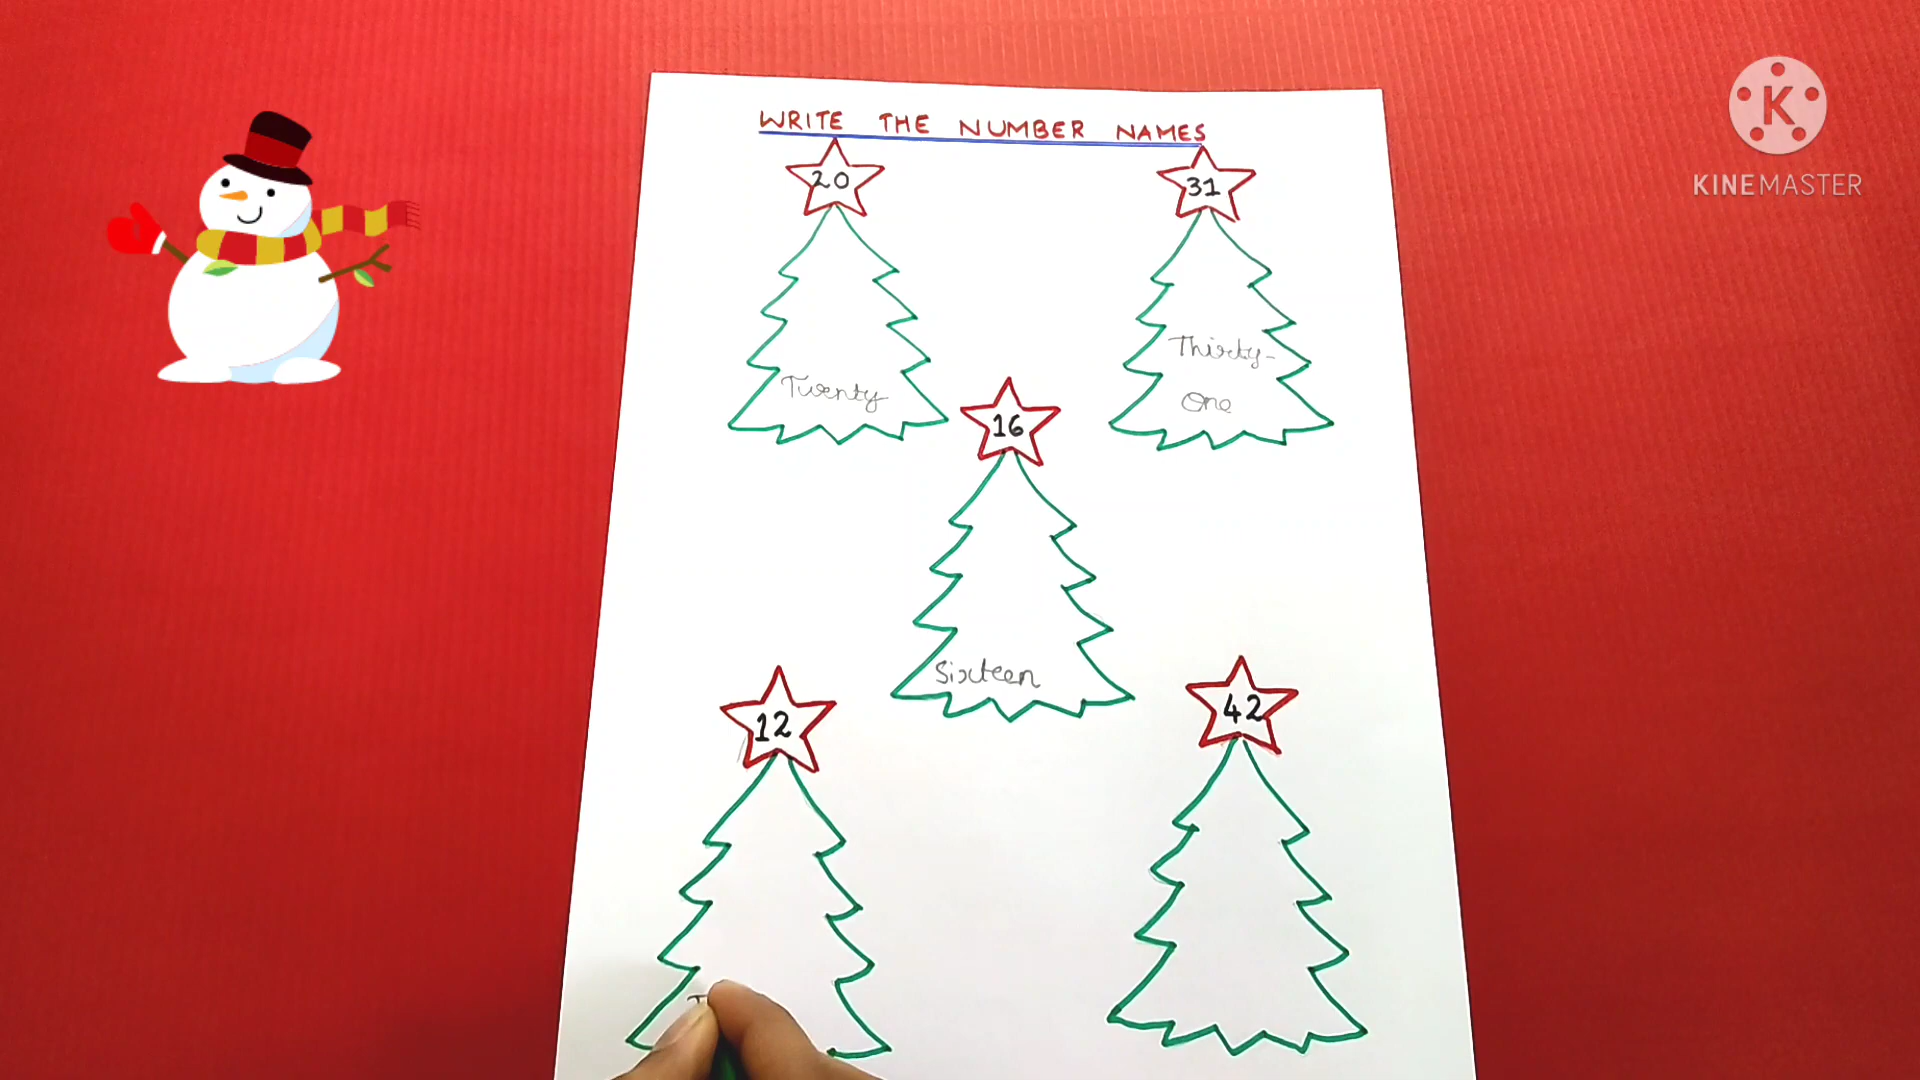 WRITE THE NUMBER NAMES
20
31
Twenty
Thirty-
One
16
Sixteen
12
42
T
K
KINEMASTER